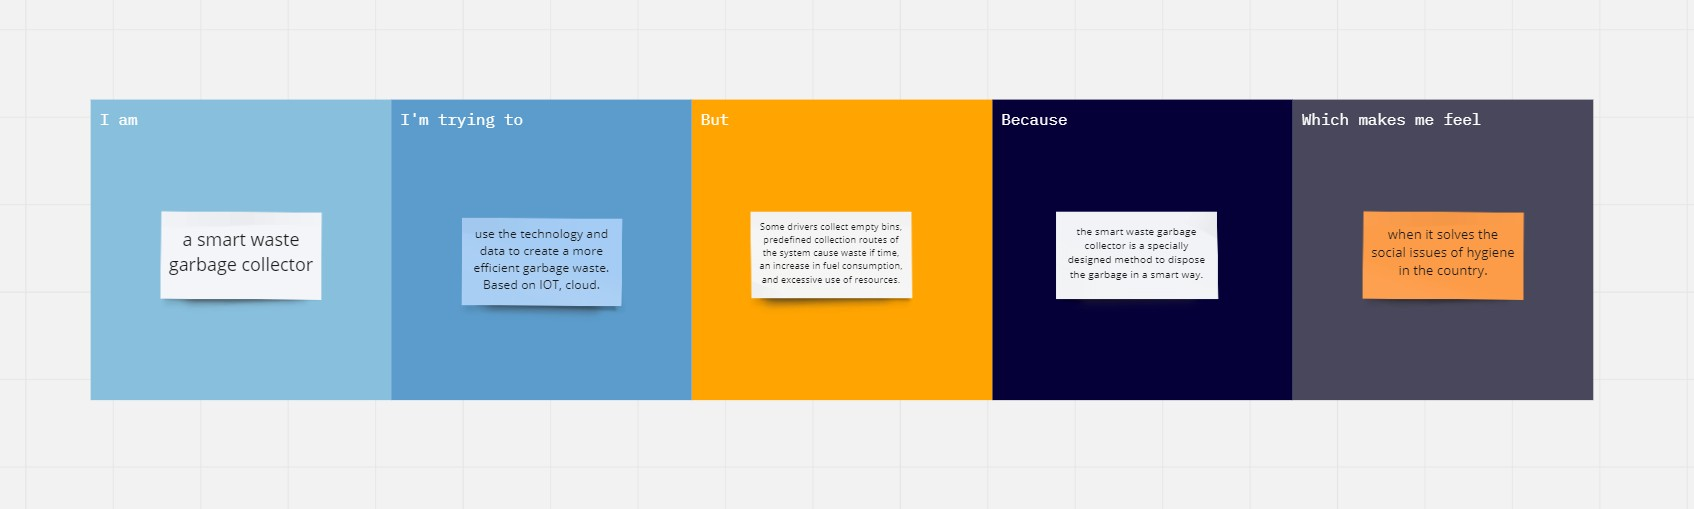 I am
a smart waste
garbage collector
I'm trying to
use the technology and
data to create a more
efficient garbage waste.
Based on IOT, cloud.
But
Some drivers collect empty bins,
predefined collection routes of
the system cause waste if time,
an increase in fuel consumption,
and excessive use of resources.
Because
the smart waste garbage
collector is a specially
designed method to dispose
the garbage in a smart way.
Which makes me feel
when it solves the
social issues of hygiene
in the country.